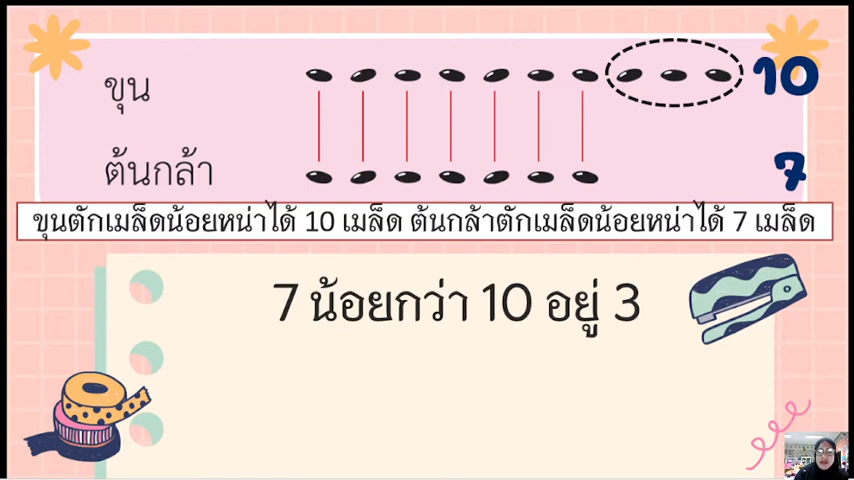 ขุน
10
ต้นกล้า
7
ขุนตักเมล็ดน้อยหน่าได้ 10 เมล็ด ต้นกล้าตักเมล็ดน้อยหน่าได้ 7 เมล็ด
7 น้อยกว่า 10 อยู่ 3